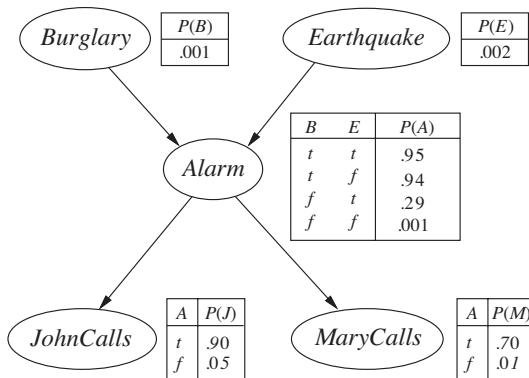 Burglary
P(B)
.001
Earthquake
P(E)
.002
Alarm
B E P(A)
t t .95
t f .94
f t .29
f f .001
JohnCalls
A P(J)
t .90
f .05
MaryCalls
A P(M)
t .70
f .01